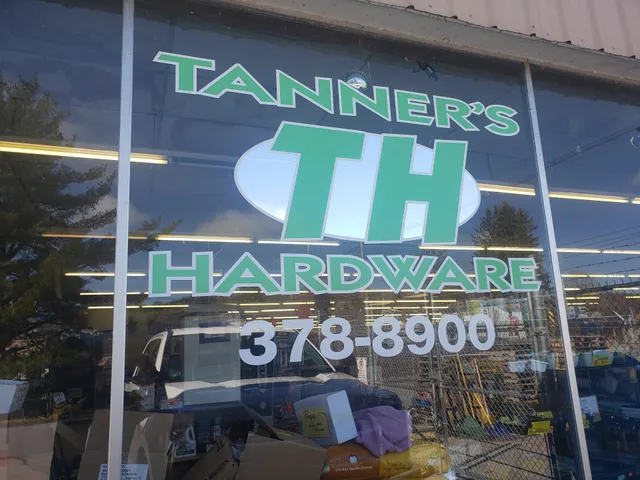 TANNER'S
TH
HARDWARE
378-8900